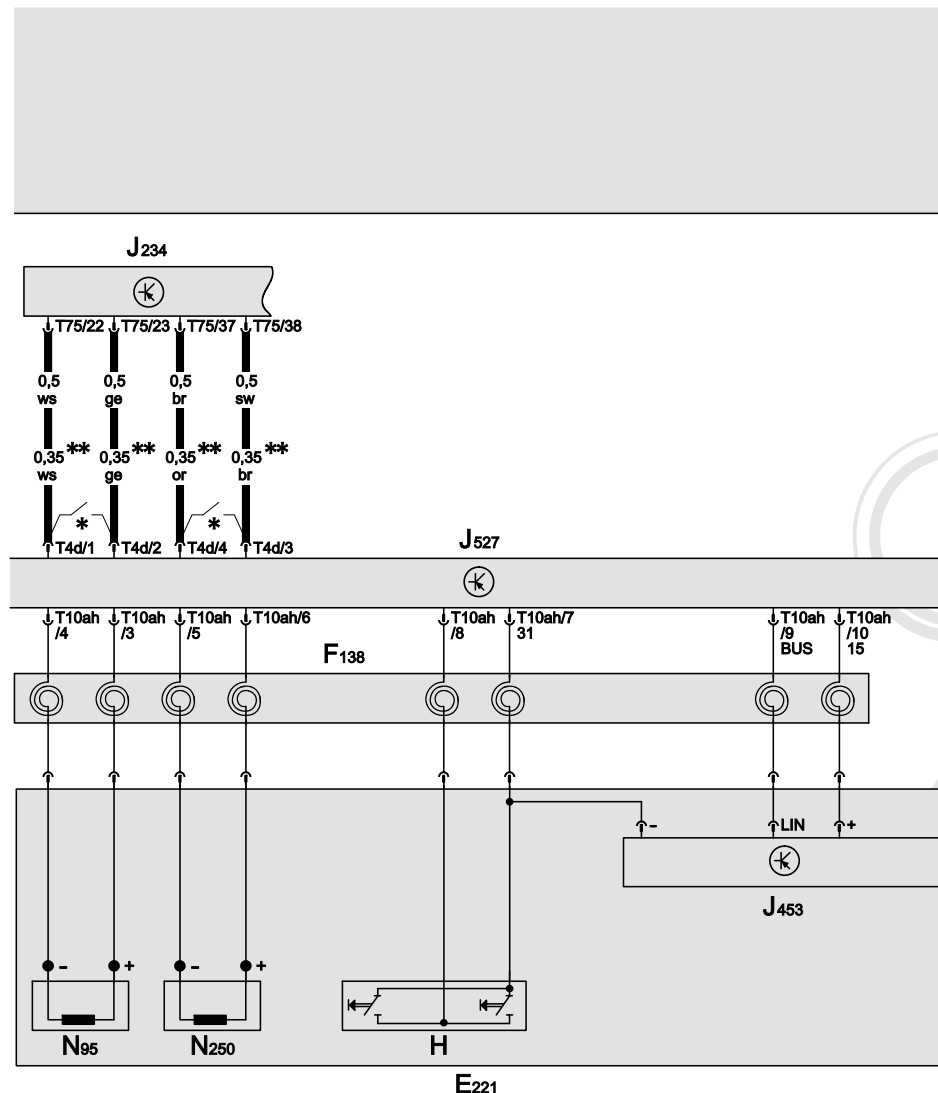 J234
T75/22 T75/23 T75/37 T75/38
0,5 0,5 0,5 0,5
ws ge br sw
0,35 ** 0,35 ** 0,35 ** 0,35 **
ws ge or br
* *
T4d/1 T4d/2 T4d/4 T4d/3
J527
T10ah T10ah T10ah T10ah/6 T10ah T10ah/7 T10ah T10ah
/4 /3 /5 /8 31 /9 /10
BUS 15
F138
- LIN +
J453
- + - +
N95 N250 H
E221